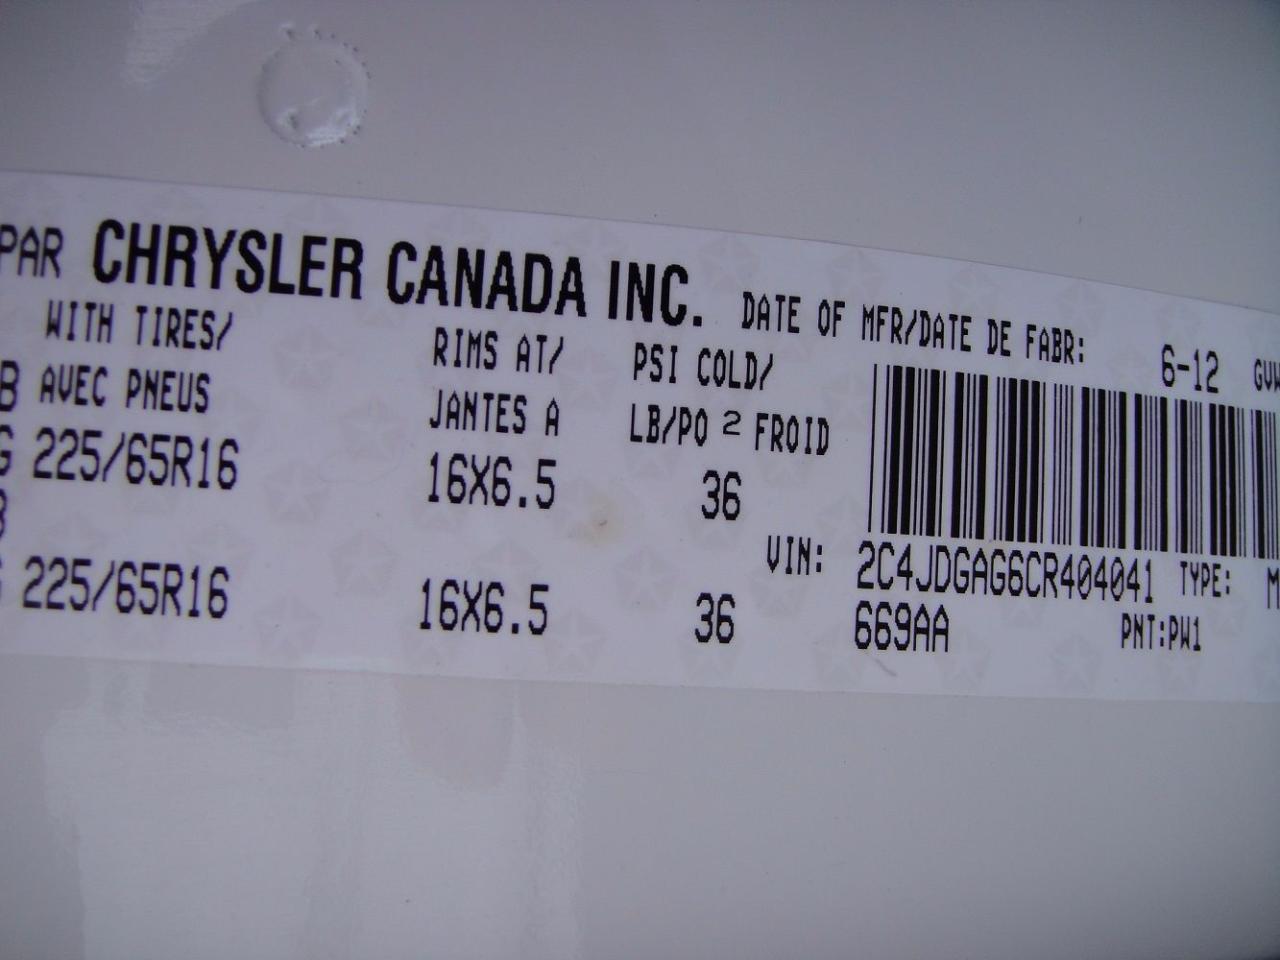 PAR CHRYSLER CANADA INC. DATE OF MFR/DATE DE FABR: 6-12
WITH TIRES/ RIMS AT/ PSI COLD/
AVEC PNEUS JANTES A LB/PO 2 FROID
225/65R16 16X6.5 36
VIN: 2C4JDGAG6CR404041 TYPE:
225/65R16 16X6.5 36 669AA PNT:PW1